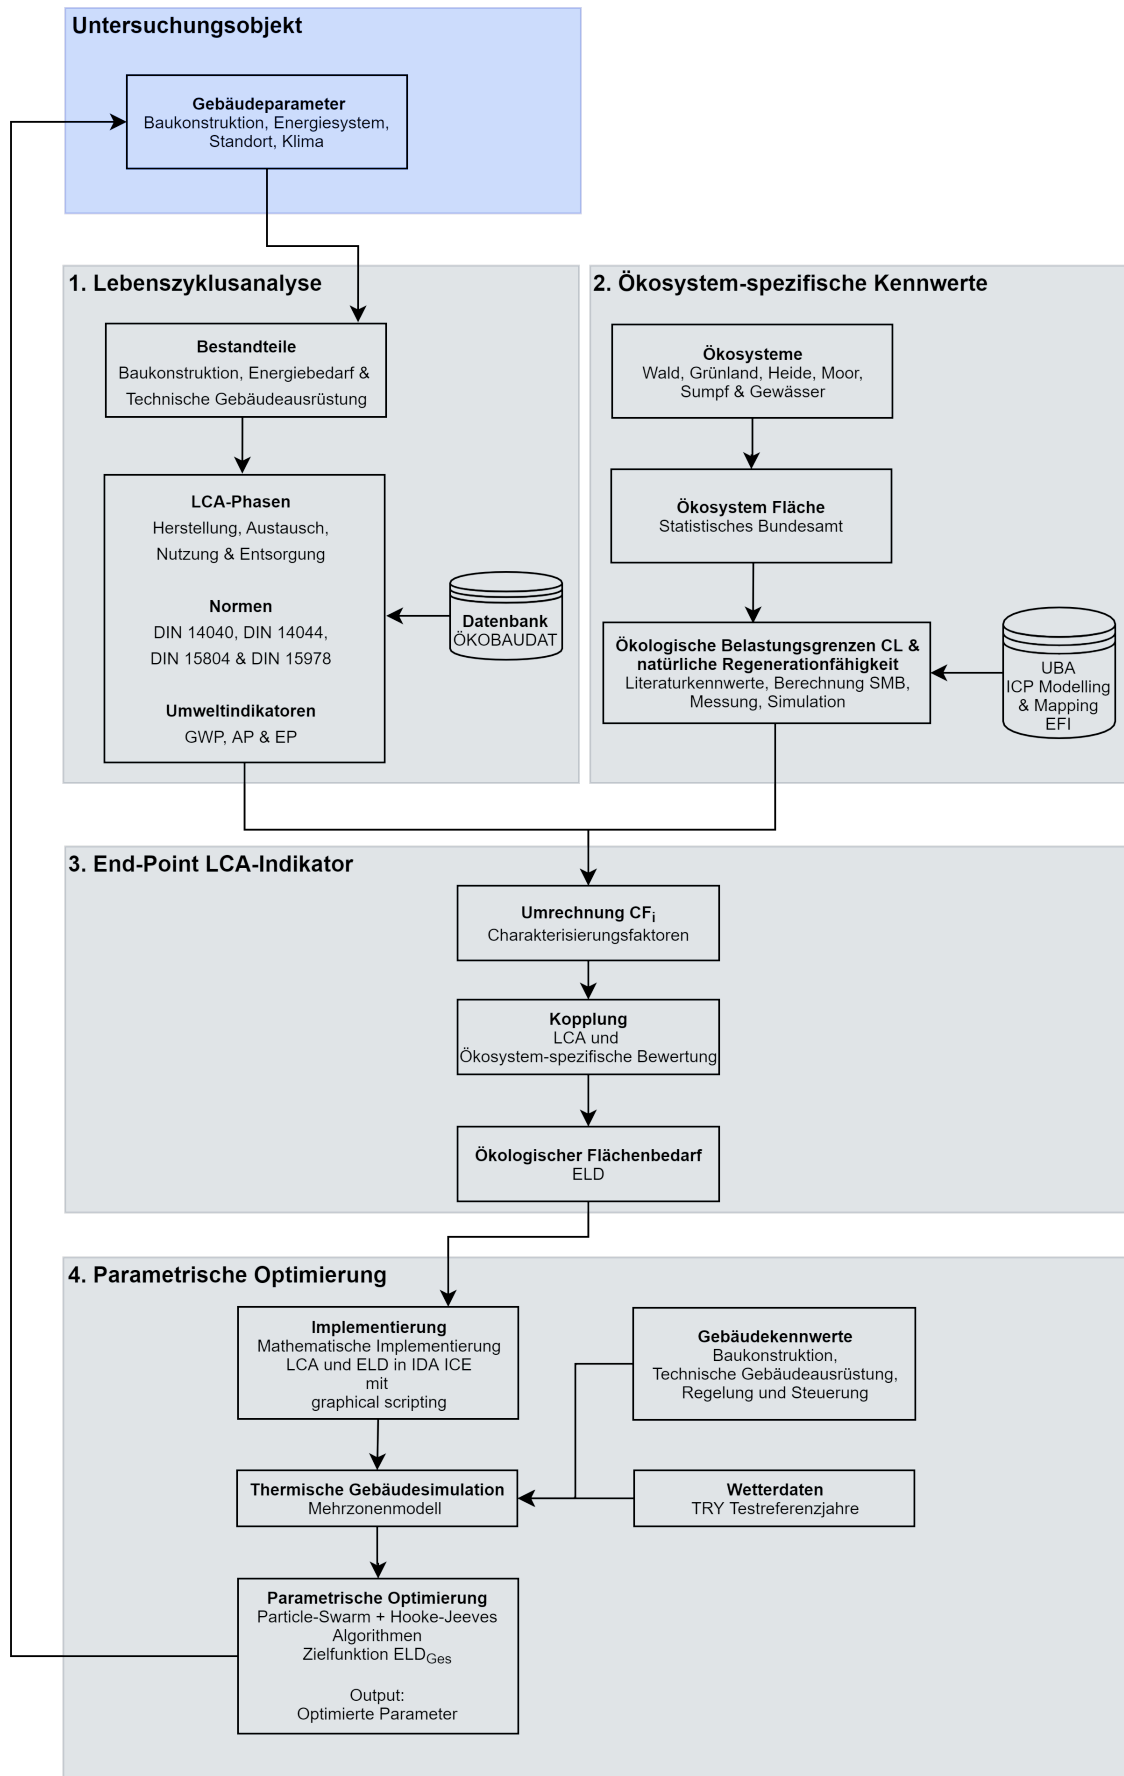 Untersuchungsobjekt
Gebäudeparameter
Baukonstruktion, Energiesystem,
Standort, Klima
1. Lebenszyklusanalyse
Bestandteile
Baukonstruktion, Energiebedarf &
Technische Gebäudeausrüstung
LCA-Phasen
Herstellung, Austausch,
Nutzung & Entsorgung
Normen
DIN 14040, DIN 14044,
DIN 15804 & DIN 15978
Umweltindikatoren
GWP, AP & EP
Datenbank
ÖKOBAUDAT
2. Ökosystem-spezifische Kennwerte
Ökosysteme
Wald, Grünland, Heide, Moor,
Sumpf & Gewässer
Ökosystem Fläche
Statistisches Bundesamt
Ökologische Belastungsgrenzen CL &
natürliche Regenerationfähigkeit
Literaturkennwerte, Berechnung SMB,
Messung, Simulation
UBA
ICP Modelling
& Mapping
EFI
3. End-Point LCA-Indikator
Umrechnung CFi
Charakterisierungsfaktoren
Kopplung
LCA und
Ökosystem-spezifische Bewertung
Ökologischer Flächenbedarf
ELD
4. Parametrische Optimierung
Implementierung
Mathematische Implementierung
LCA und ELD in IDA ICE
mit
graphical scripting
Gebäudekennwerte
Baukonstruktion,
Technische Gebäudeausrüstung,
Regelung und Steuerung
Thermische Gebäudesimulation
Mehrzonenmodell
Wetterdaten
TRY Testreferenzjahre
Parametrische Optimierung
Particle-Swarm + Hooke-Jeeves
Algorithmen
Zielfunktion ELDGes
Output:
Optimierte Parameter